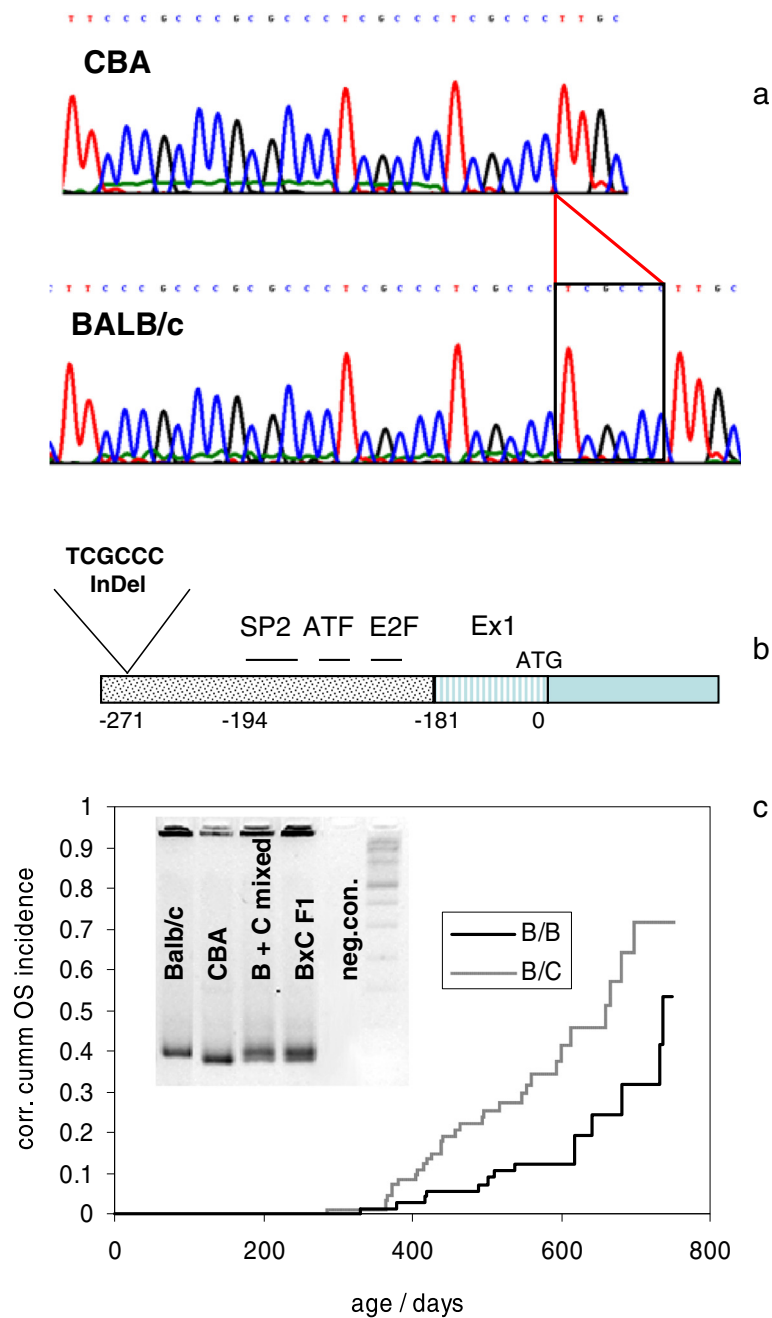 T T C C C G C C C G C G C C C T C G C C C T C G C C C T T G C
CBA
a
T T C C C G C C C G C G C C C T C G C C C T C G C C C T C G C C C T T G C
BALB/c
TCGCCC
InDel
SP2 ATF E2F Ex1
ATG
b
-271 -194 -181 0
c
1
0.9
0.8
0.7
0.6
0.5
0.4
0.3
0.2
0.1
0
corr. cumm OS incidence
Balb/c
CBA
B + C mixed
BxC F1
neg.con.
B/B
B/C
0 200 400 600 800
age / days